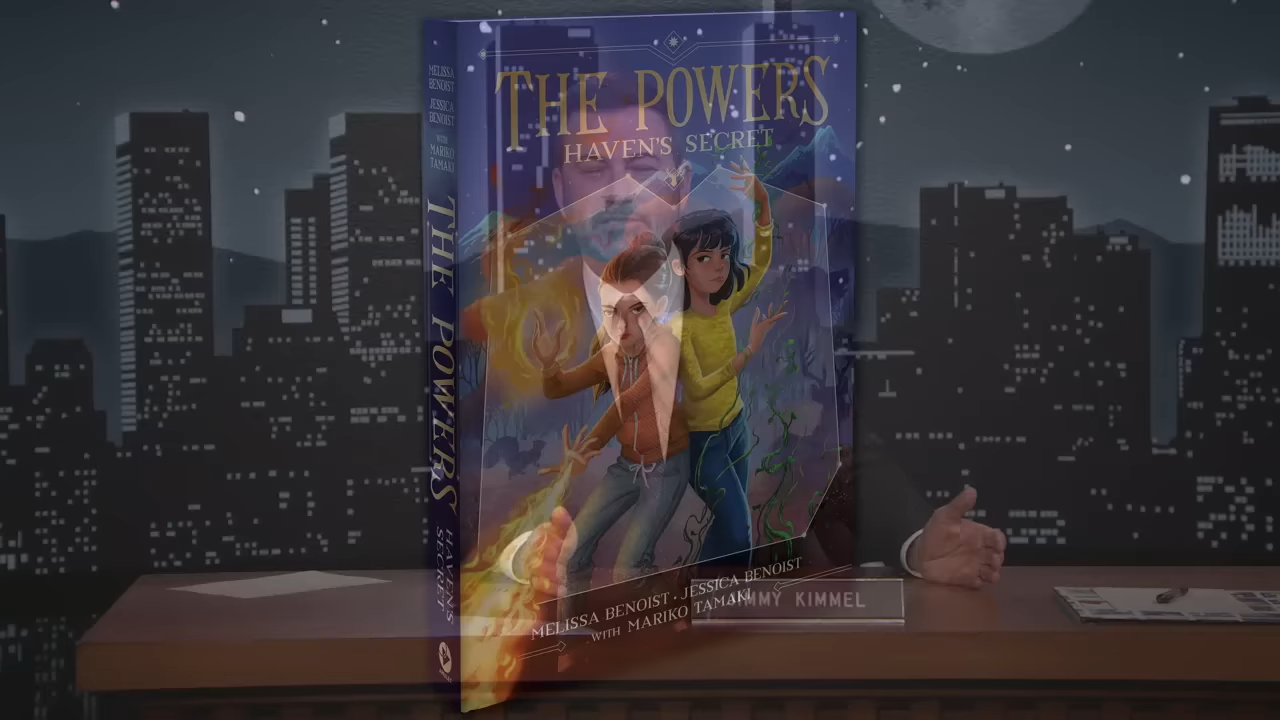 THE POWERS
HAVEN'S SECRET
MELISSA BENOIST • JESSICA BENOIST
WITH MARIKO TAMAKI
MELISSA
BENOIST
JESSICA
BENOIST
WITH
MARIKO
TAMAKI
THE POWERS
HAVEN'S
SECRET
JIMMY KIMMEL